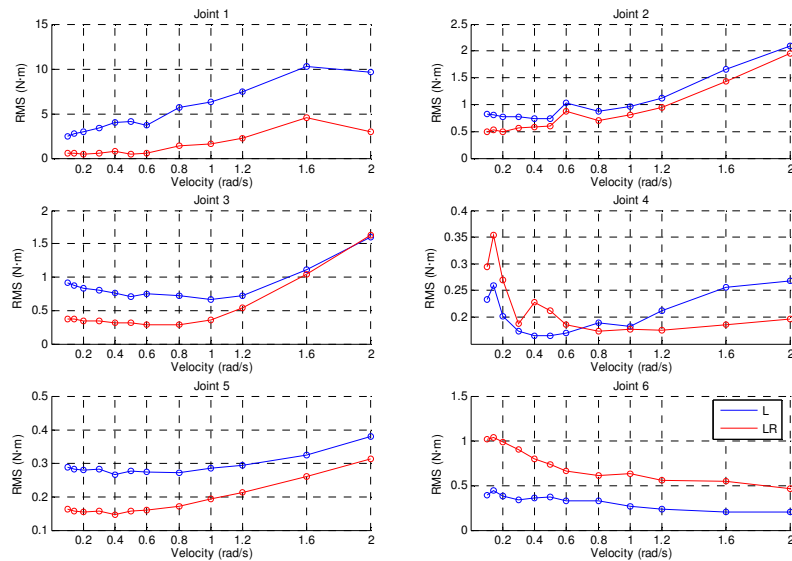 Joint 1
15
10
5
0
RMS (N·m)
0.2 0.4 0.6 0.8 1 1.2 1.6 2
Velocity (rad/s)
Joint 2
2.5
2
1.5
1
0.5
0
RMS (N·m)
0.2 0.4 0.6 0.8 1 1.2 1.6 2
Velocity (rad/s)
Joint 3
2
1.5
1
0.5
0
RMS (N·m)
0.2 0.4 0.6 0.8 1 1.2 1.6 2
Velocity (rad/s)
Joint 4
0.4
0.35
0.3
0.25
0.2
RMS (N·m)
0.2 0.4 0.6 0.8 1 1.2 1.6 2
Velocity (rad/s)
Joint 5
0.5
0.4
0.3
0.2
0.1
RMS (N·m)
0.2 0.4 0.6 0.8 1 1.2 1.6 2
Velocity (rad/s)
Joint 6
1.5
1
0.5
0
RMS (N·m)
L
LR
0.2 0.4 0.6 0.8 1 1.2 1.6 2
Velocity (rad/s)